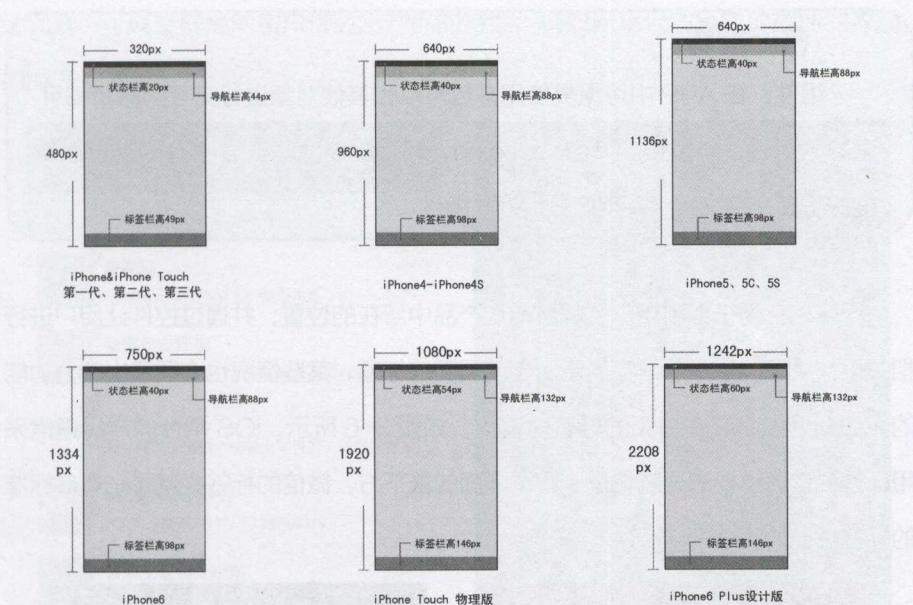 320px
状态栏高20px
导航栏高44px
480px
标签栏高49px
iPhone&iPhone Touch
第一代、第二代、第三代
640px
状态栏高40px
导航栏高88px
960px
标签栏高98px
iPhone4-iPhone4S
640px
状态栏高40px
导航栏高88px
1136px
标签栏高98px
iPhone5、5C、5S
750px
状态栏高40px
导航栏高88px
1334
px
标签栏高98px
iPhone6
1080px
状态栏高54px
导航栏高132px
1920
px
标签栏高146px
iPhone Touch 物理版
1242px
状态栏高60px
导航栏高132px
2208
px
标签栏高146px
iPhone6 Plus设计版